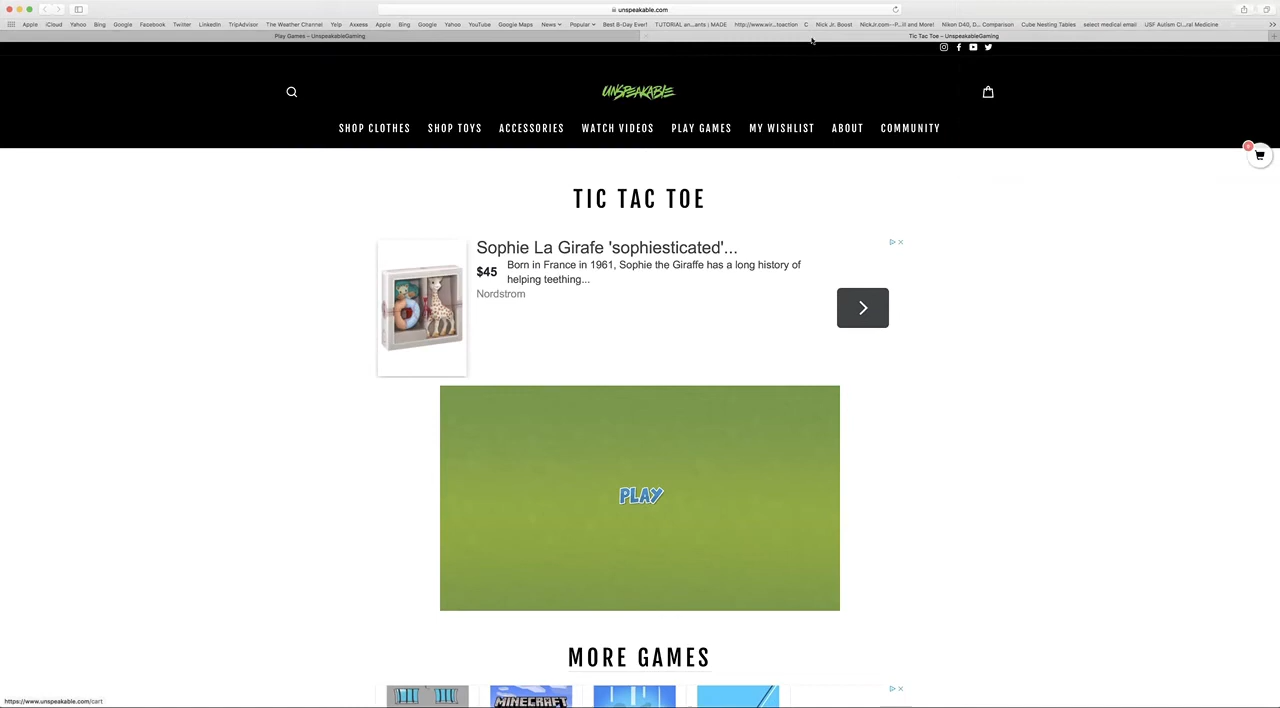 unspeakable.com
Apple iCloud Yahoo Bing Google Facebook Twitter LinkedIn TripAdvisor The Weather Channel Yelp Axsess Apple Bing Google Yahoo YouTube Google Maps News Popular Best B-Day Ever! TUTORIAL an...ants | MADE http://www.wir...toaction C Nick Jr. Boost NickJr.com--P...ll and More! Nikon D40, D... Comparison Cube Nesting Tables select medical email USF Autism Ci...ral Medicine
Play Games – UnspeakableGaming
Tic Tac Toe – UnspeakableGaming
UNSPEAKABLE
SHOP CLOTHES SHOP TOYS ACCESSORIES WATCH VIDEOS PLAY GAMES MY WISHLIST ABOUT COMMUNITY
TIC TAC TOE
Sophie La Girafe 'sophiesticated'...
$45 Born in France in 1961, Sophie the Giraffe has a long history of
helping teething...
Nordstrom
PLAY
MORE GAMES
MINECRAFT
https://www.unspeakable.com/cart